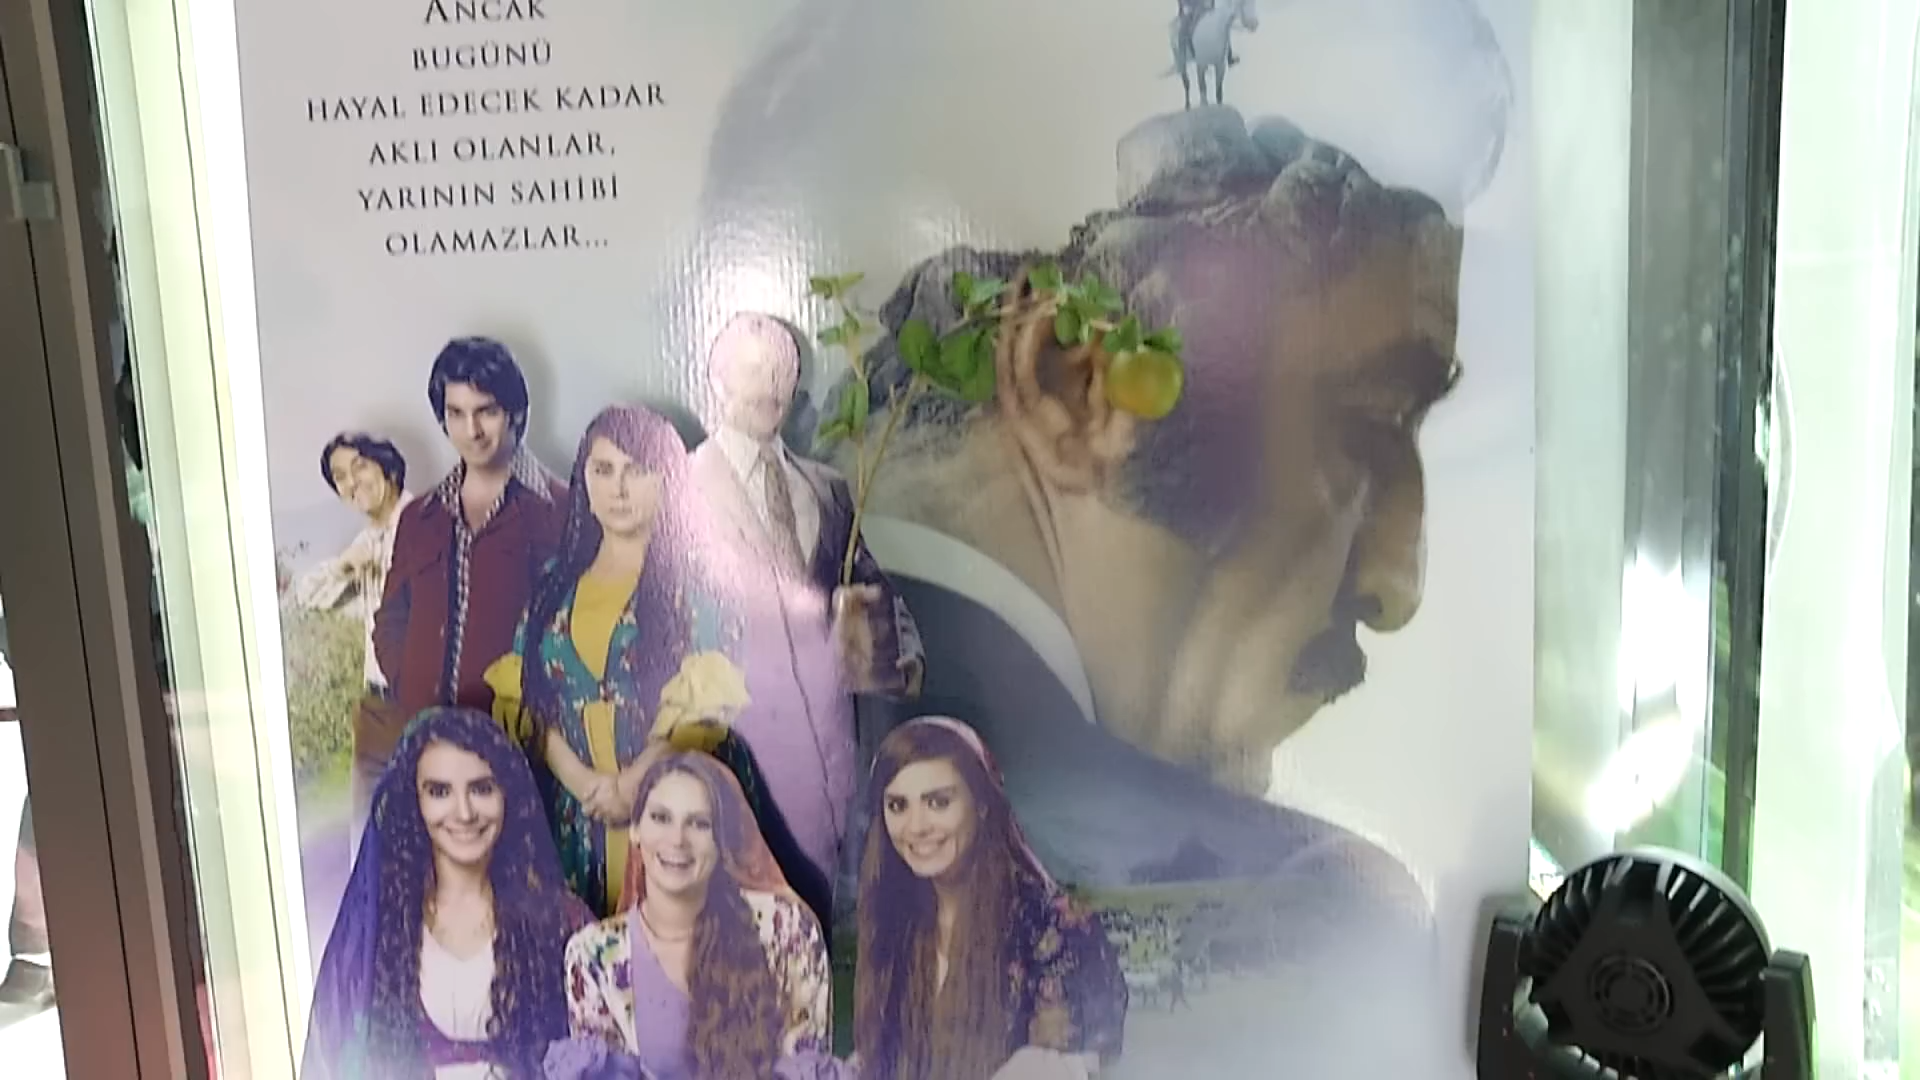 ANCAK
BUGÜNÜ
HAYAL EDECEK KADAR
AKLI OLANLAR,
YARININ SAHİBİ
OLAMAZLAR...